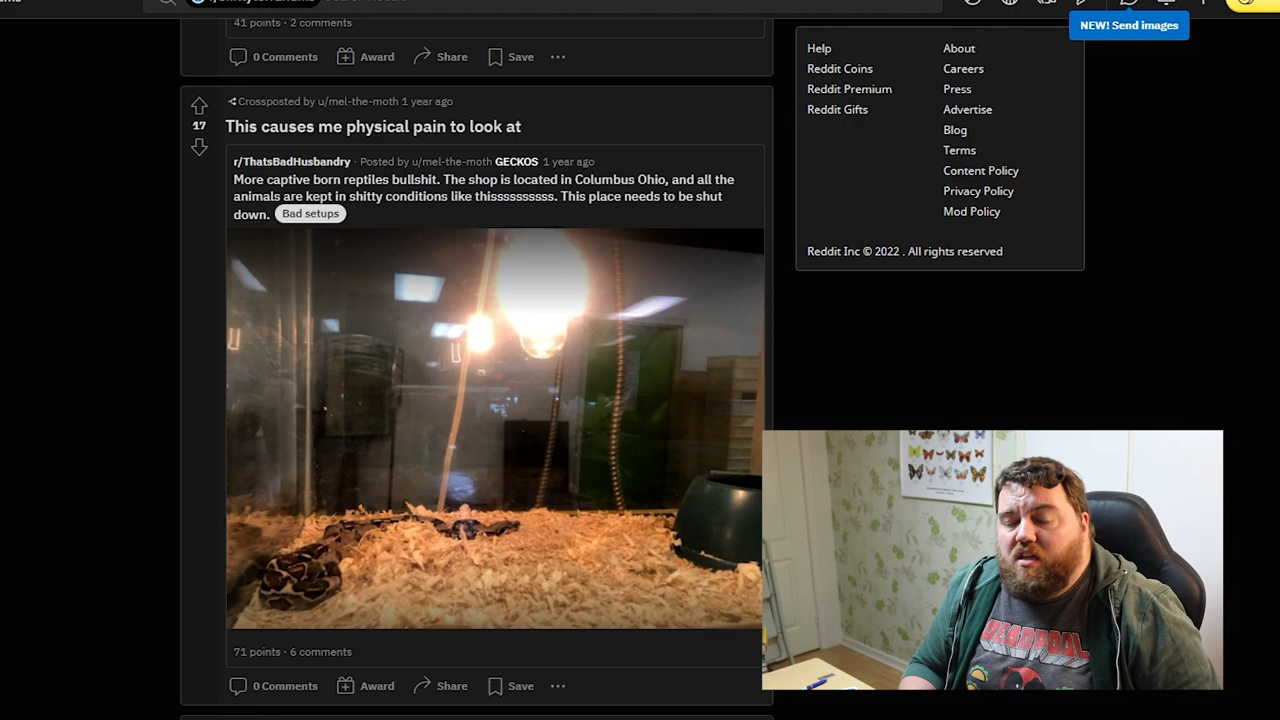 41 points · 2 comments
0 Comments Award Share Save
NEW! Send images
Help About
Reddit Coins Careers
Reddit Premium Press
Reddit Gifts Advertise
Blog
Terms
Content Policy
Privacy Policy
Mod Policy
Reddit Inc © 2022 . All rights reserved
Crossposted by u/mel-the-moth 1 year ago
17
This causes me physical pain to look at
r/ThatsBadHusbandry · Posted by u/mel-the-moth GECKOS 1 year ago
More captive born reptiles bullshit. The shop is located in Columbus Ohio, and all the
animals are kept in shitty conditions like thisssssssss. This place needs to be shut
down. Bad setups
71 points · 6 comments
0 Comments Award Share Save
DEADPOOL